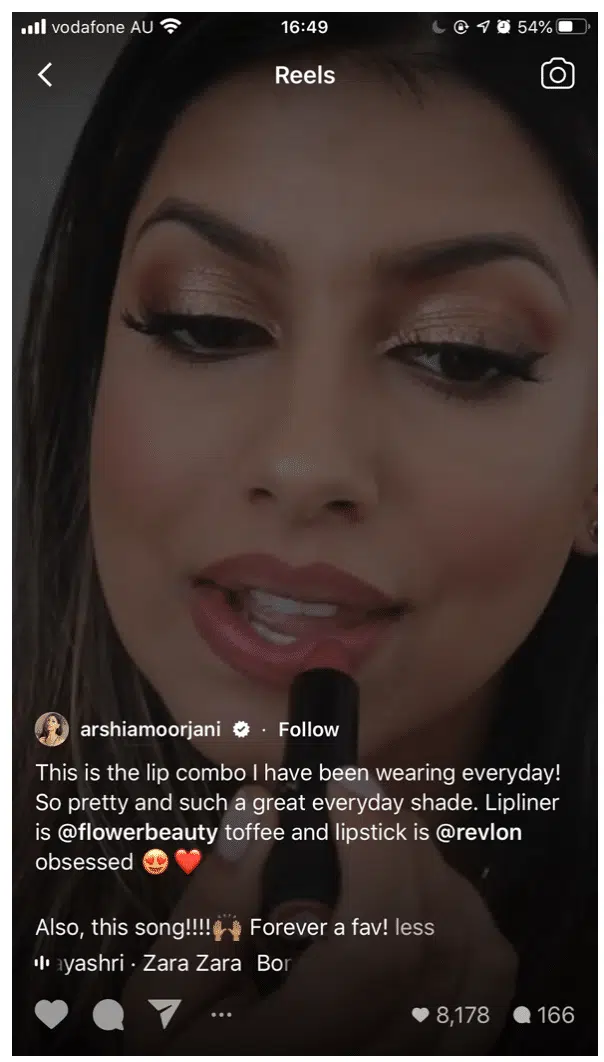 vodafone AU 16:49 54%
Reels
arshiamoorjani · Follow
This is the lip combo I have been wearing everyday!
So pretty and such a great everyday shade. Lipliner
is @flowerbeauty toffee and lipstick is @revlon
obsessed 😍❤️
Also, this song!!!!🙌🏽 Forever a fav! less
ayashri · Zara Zara Bor
8,178 166